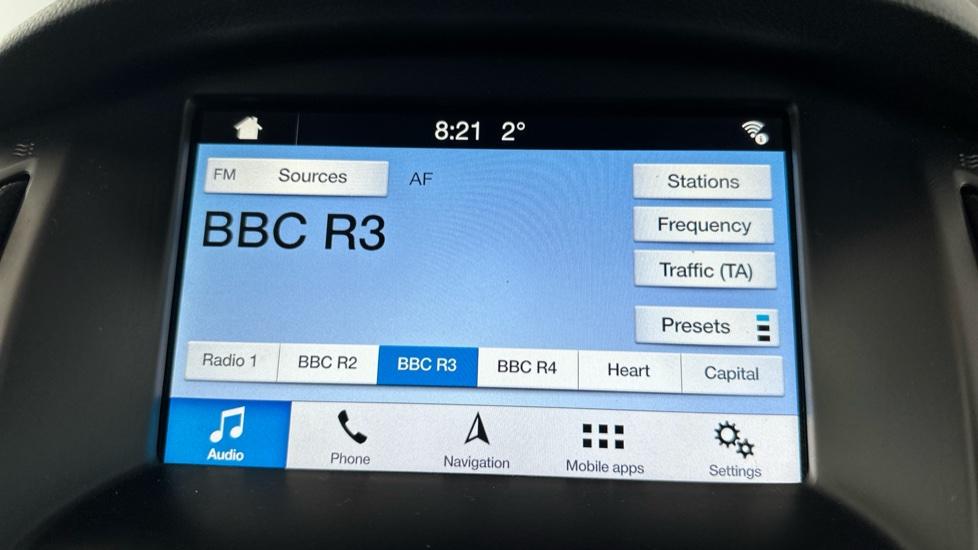 8:21 2°
FM Sources
AF
Stations
BBC R3
Frequency
Traffic (TA)
Presets
Radio 1
BBC R2
BBC R3
BBC R4
Heart
Capital
Audio
Phone
Navigation
Mobile apps
Settings